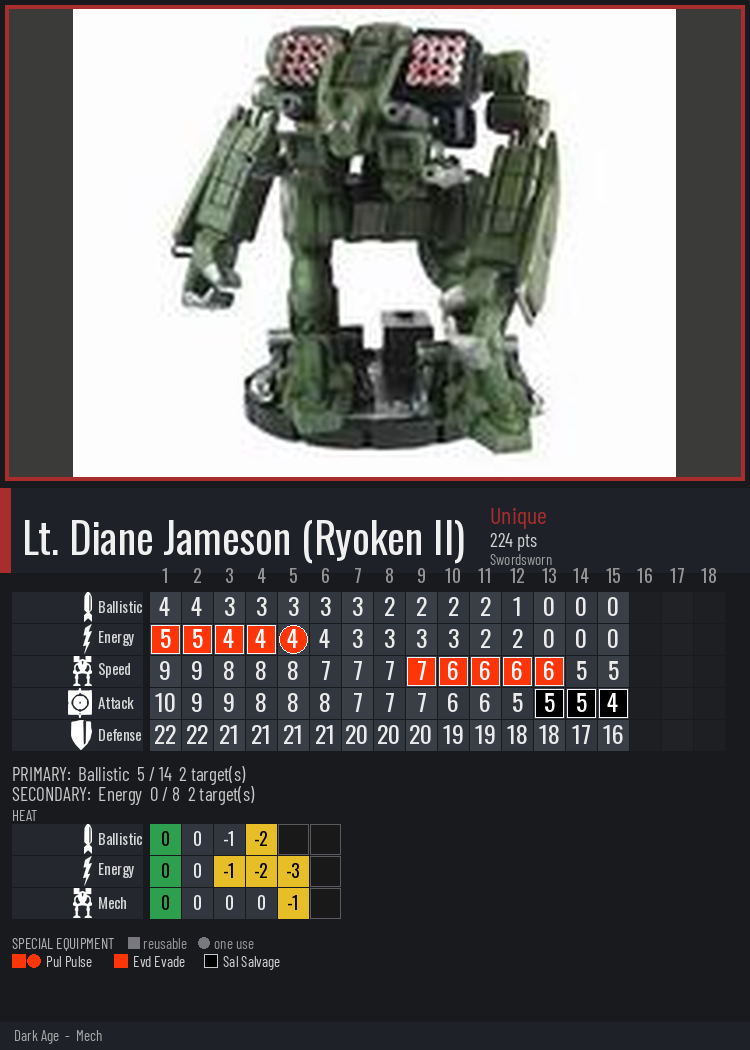 Lt. Diane Jameson (Ryoken II)
Unique
224 pts
Swordsworn
1 2 3 4 5 6 7 8 9 10 11 12 13 14 15 16 17 18
Ballistic 4 4 3 3 3 3 3 2 2 2 2 1 0 0 0
Energy 5 5 4 4 4 4 3 3 3 3 2 2 0 0 0
Speed 9 9 8 8 8 7 7 7 7 6 6 6 6 5 5
Attack 10 9 9 8 8 8 7 7 7 6 6 5 5 5 4
Defense 22 22 21 21 21 21 20 20 20 19 19 18 18 17 16
PRIMARY: Ballistic 5 / 14 2 target(s)
SECONDARY: Energy 0 / 8 2 target(s)
HEAT
Ballistic 0 0 -1 -2
Energy 0 0 -1 -2 -3
Mech 0 0 0 0 -1
SPECIAL EQUIPMENT reusable one use
Pul Pulse Evd Evade Sal Salvage
Dark Age - Mech